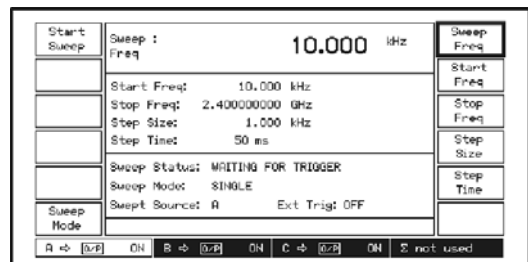 Start Sweep
Sweep : Freq 10.000 kHz
Start Freq: 10.000 kHz
Stop Freq: 2.400000000 GHz
Step Size: 1.000 kHz
Step Time: 50 ms
Sweep Status: WAITING FOR TRIGGER
Sweep Mode: SINGLE
Swept Source: A Ext Trig: OFF
Sweep Mode
Sweep Freq
Start Freq
Stop Freq
Step Size
Step Time
A ⇨ O/P ON B ⇨ O/P ON C ⇨ O/P ON Σ not used